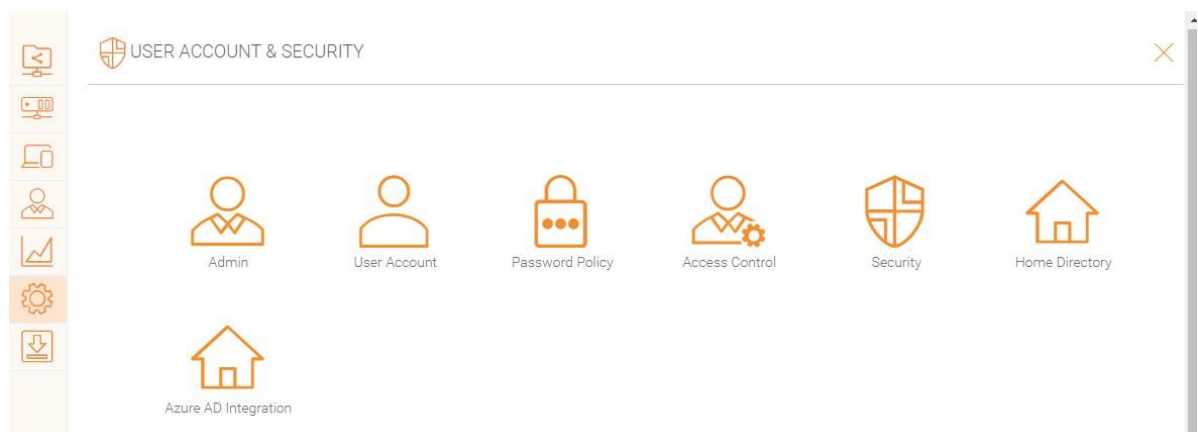 USER ACCOUNT & SECURITY
Admin
User Account
Password Policy
Access Control
Security
Home Directory
Azure AD Integration